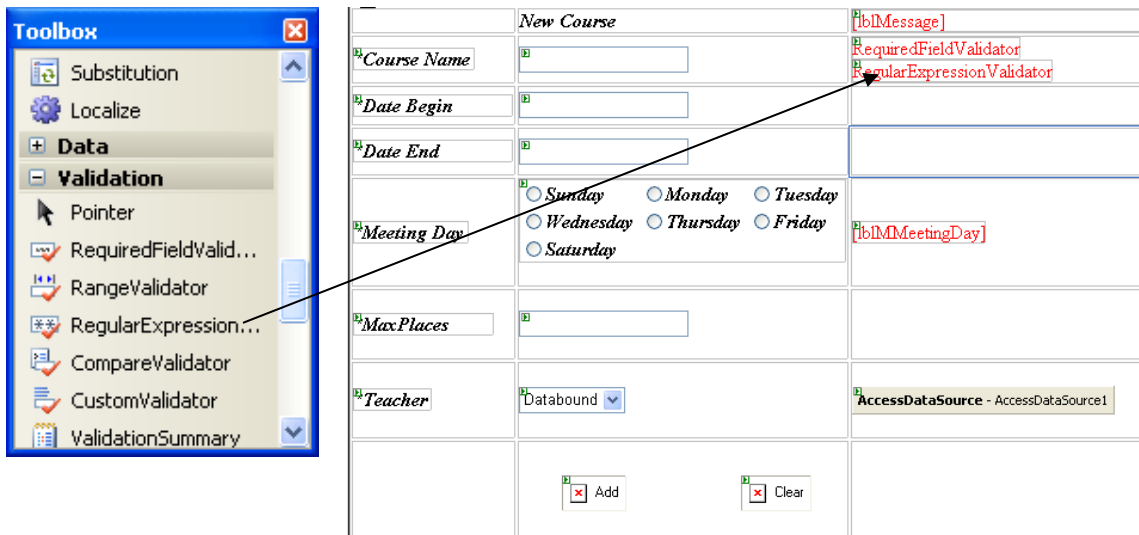 Toolbox
Substitution
Localize
Data
Validation
Pointer
RequiredFieldValid...
RangeValidator
RegularExpression...
CompareValidator
CustomValidator
ValidationSummary
New Course
[lblMessage]
*Course Name
RequiredFieldValidator
RegularExpressionValidator
*Date Begin
*Date End
Sunday Monday Tuesday
*Meeting Day
Wednesday Thursday Friday
[lblMMeetingDay]
Saturday
*MaxPlaces
*Teacher
Databound
AccessDataSource - AccessDataSource1
Add
Clear